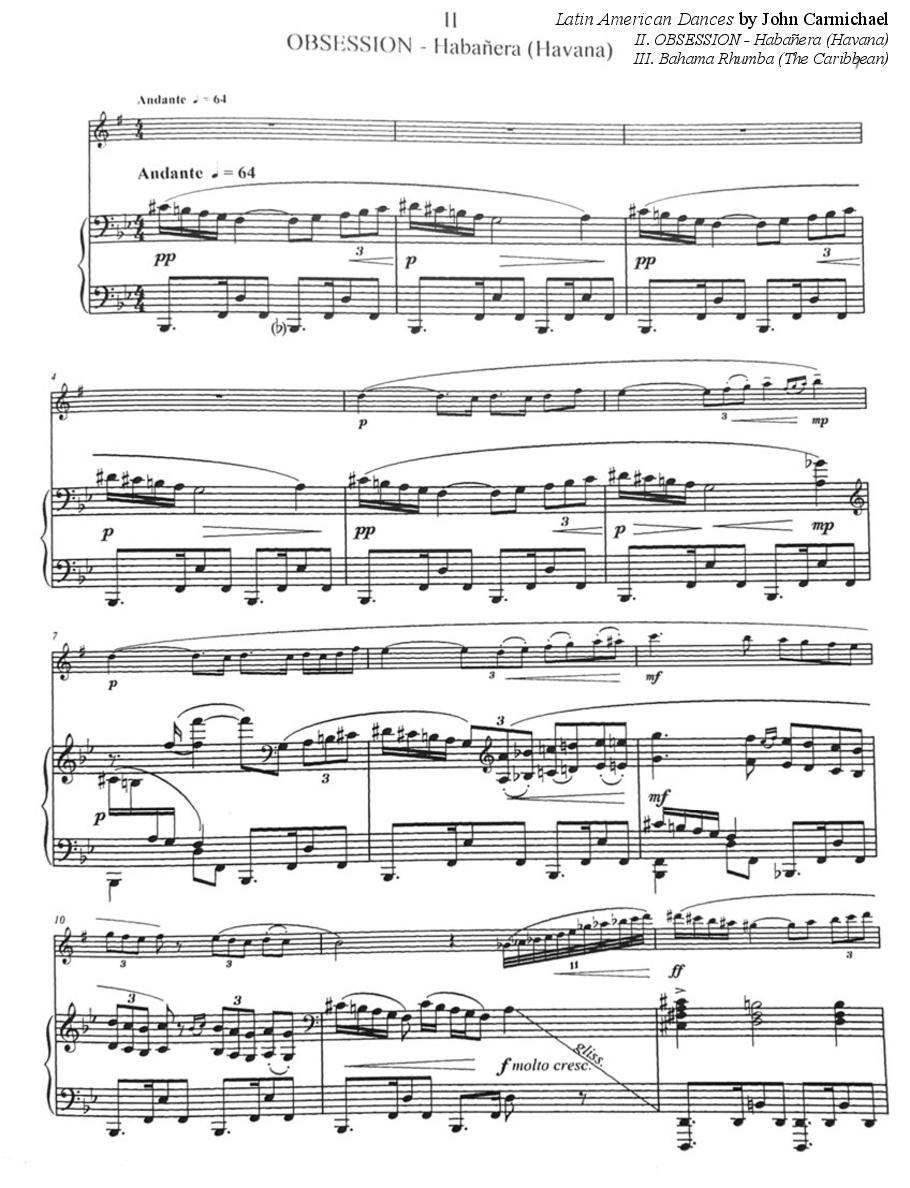 II
OBSESSION - Habañera (Havana)
Latin American Dances by John Carmichael
II. OBSESSION - Habañera (Havana)
III. Bahama Rhumba (The Caribbean)
Andante ♩ = 64
Andante ♩ = 64
3
3
pp
p
pp
(b)
4
p
3
mp
3
p
pp
p
mp
7
p
3
mf
3
3
p
mf
10
3
3
11
ff
3
3
3
f molto cresc.
gliss.